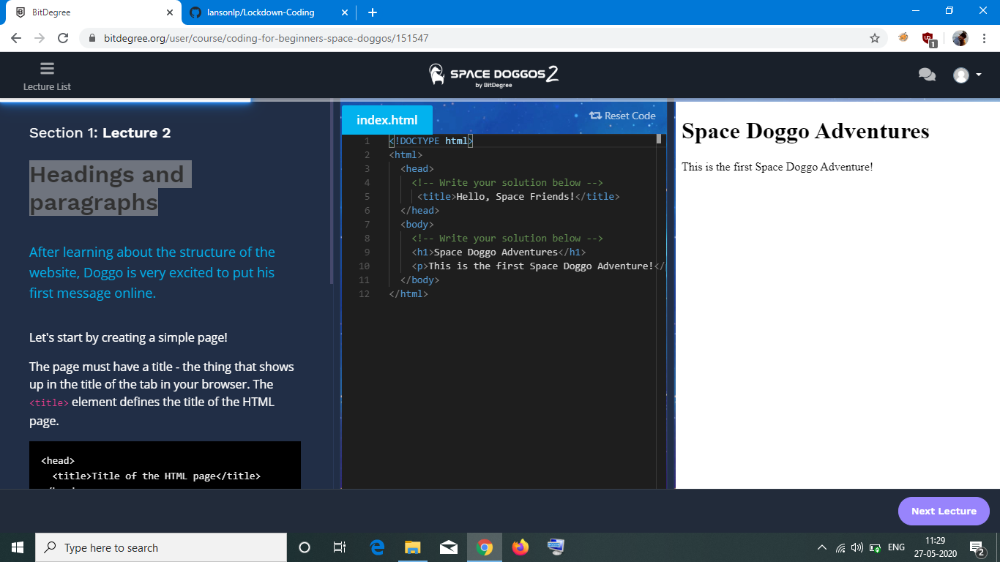 BitDegree
lansonlp/Lockdown-Coding
bitdegree.org/user/course/coding-for-beginners-space-doggos/151547
1
Lecture List
SPACE DOGGOS 2
by BitDegree
Section 1: Lecture 2
Headings and
paragraphs
After learning about the structure of the
website, Doggo is very excited to put his
first message online.
Let's start by creating a simple page!
The page must have a title - the thing that shows
up in the title of the tab in your browser. The
<title> element defines the title of the HTML
page.
<head>
<title>Title of the HTML page</title>
index.html
Reset Code
1 <!DOCTYPE html>
2 <html>
3 <head>
4 <!-- Write your solution below -->
5 <title>Hello, Space Friends!</title>
6 </head>
7 <body>
8 <!-- Write your solution below -->
9 <h1>Space Doggo Adventures</h1>
10 <p>This is the first Space Doggo Adventure!</
11 </body>
12 </html>
Space Doggo Adventures
This is the first Space Doggo Adventure!
Next Lecture
Type here to search
ENG
11:29
27-05-2020
2